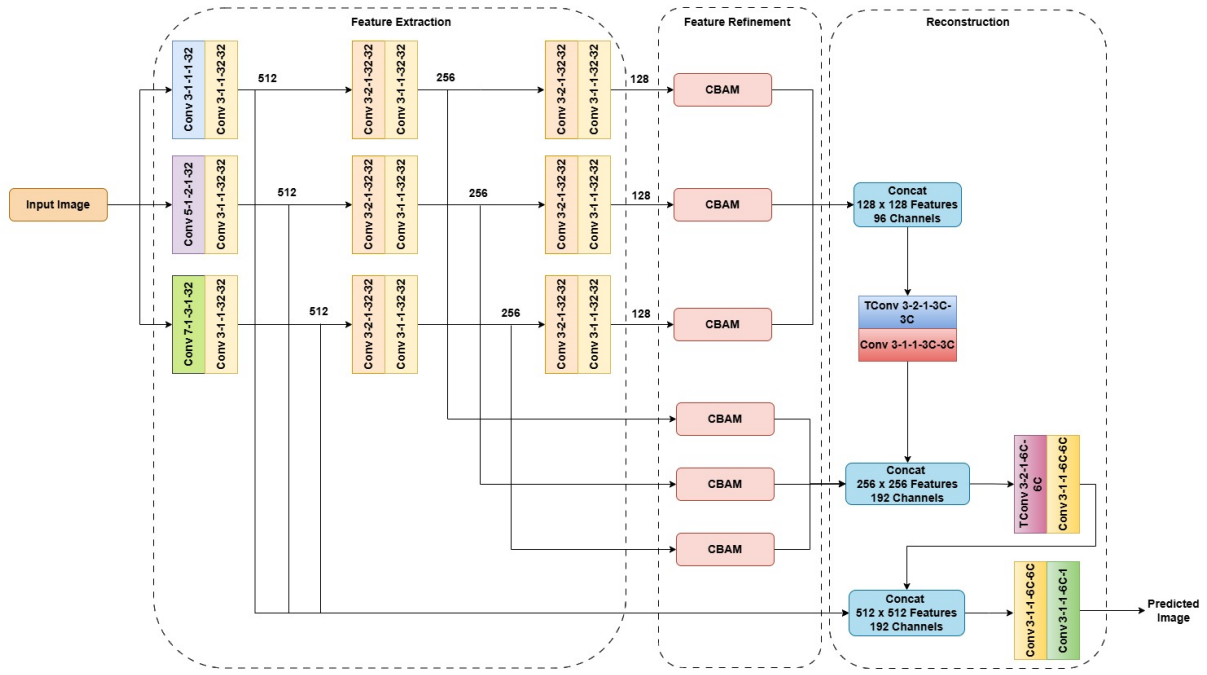 Feature Extraction
Feature Refinement
Reconstruction
Input Image
Conv 3-1-1-1-32
Conv 3-1-1-32-32
512
Conv 3-2-1-32-32
Conv 3-1-1-32-32
256
Conv 3-2-1-32-32
Conv 3-1-1-32-32
128
CBAM
Conv 5-1-2-1-32
Conv 3-1-1-32-32
512
Conv 3-2-1-32-32
Conv 3-1-1-32-32
256
Conv 3-2-1-32-32
Conv 3-1-1-32-32
128
CBAM
Conv 7-1-3-1-32
Conv 3-1-1-32-32
512
Conv 3-2-1-32-32
Conv 3-1-1-32-32
256
Conv 3-2-1-32-32
Conv 3-1-1-32-32
128
CBAM
CBAM
CBAM
CBAM
Concat
128 x 128 Features
96 Channels
TConv 3-2-1-3C-
3C
Conv 3-1-1-3C-3C
Concat
256 x 256 Features
192 Channels
TConv 3-2-1-6C-
6C
Conv 3-1-1-6C-6C
Concat
512 x 512 Features
192 Channels
Conv 3-1-1-6C-6C
Conv 3-1-1-6C-1
Predicted
Image